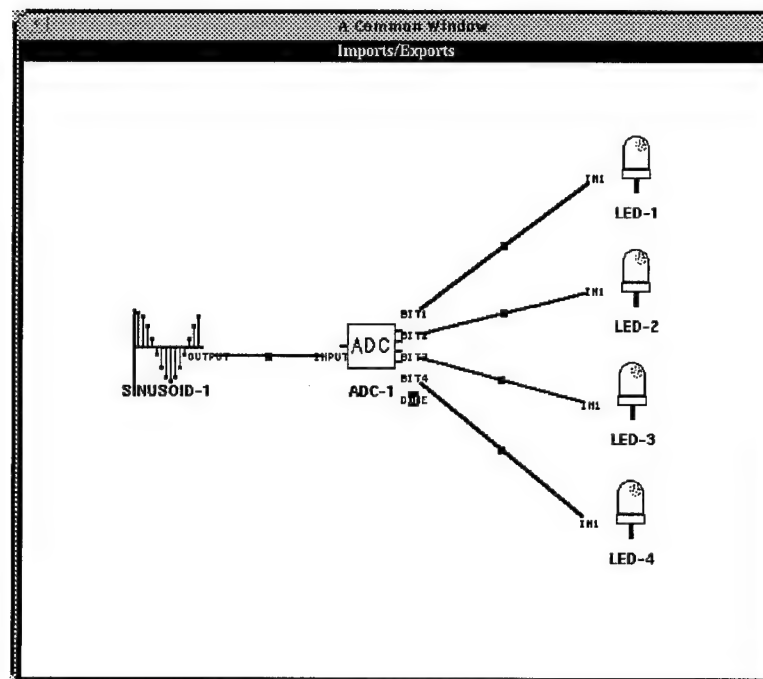 A Common Window
Imports/Exports
IN1
LED-1
IN1
LED-2
BIT1
BIT2
OUTPUT
INPUT
ADC
BIT3
SINUSOID-1
ADC-1
BIT4
IN1
LED-3
IN1
LED-4